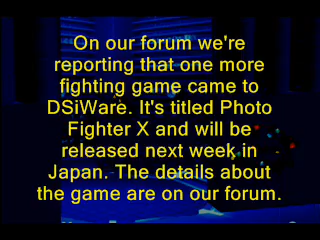 On our forum we're
reporting that one more
fighting game came to
DSiWare. It's titled Photo
Fighter X and will be
released next week in
Japan. The details about
the game are on our forum.